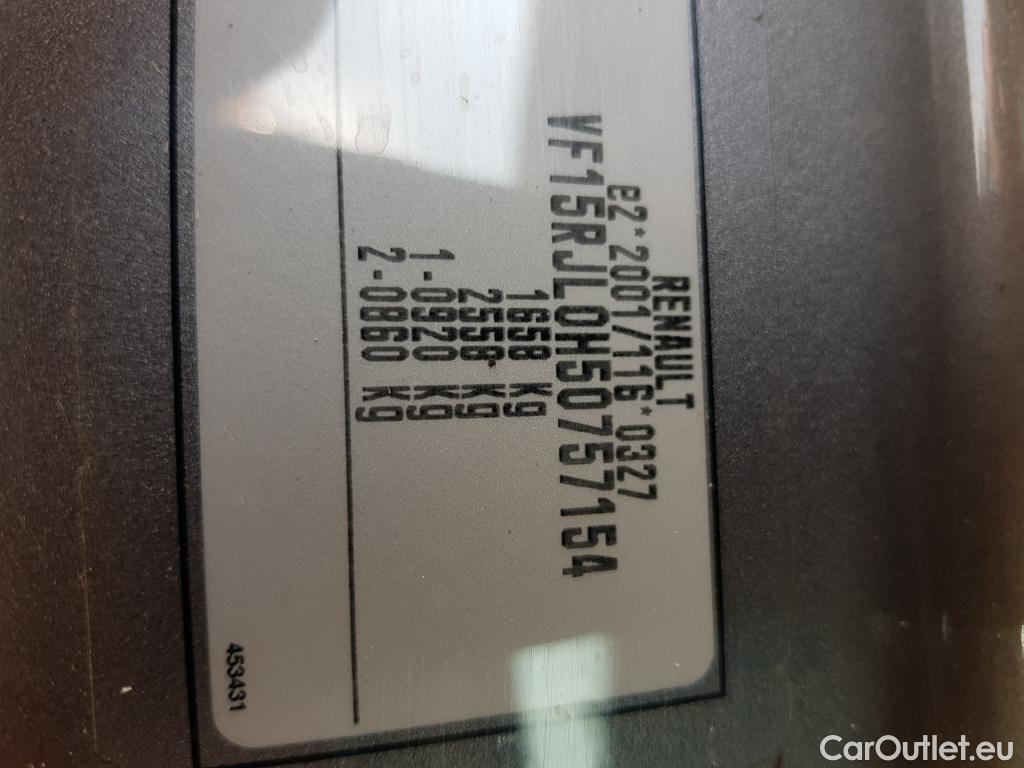 RENAULT
e2*2001/116*0327
VF15RJL0H50757154
1658 kg
2558 kg
1-0920 kg
2-0860 kg
453431
CarOutlet.eu